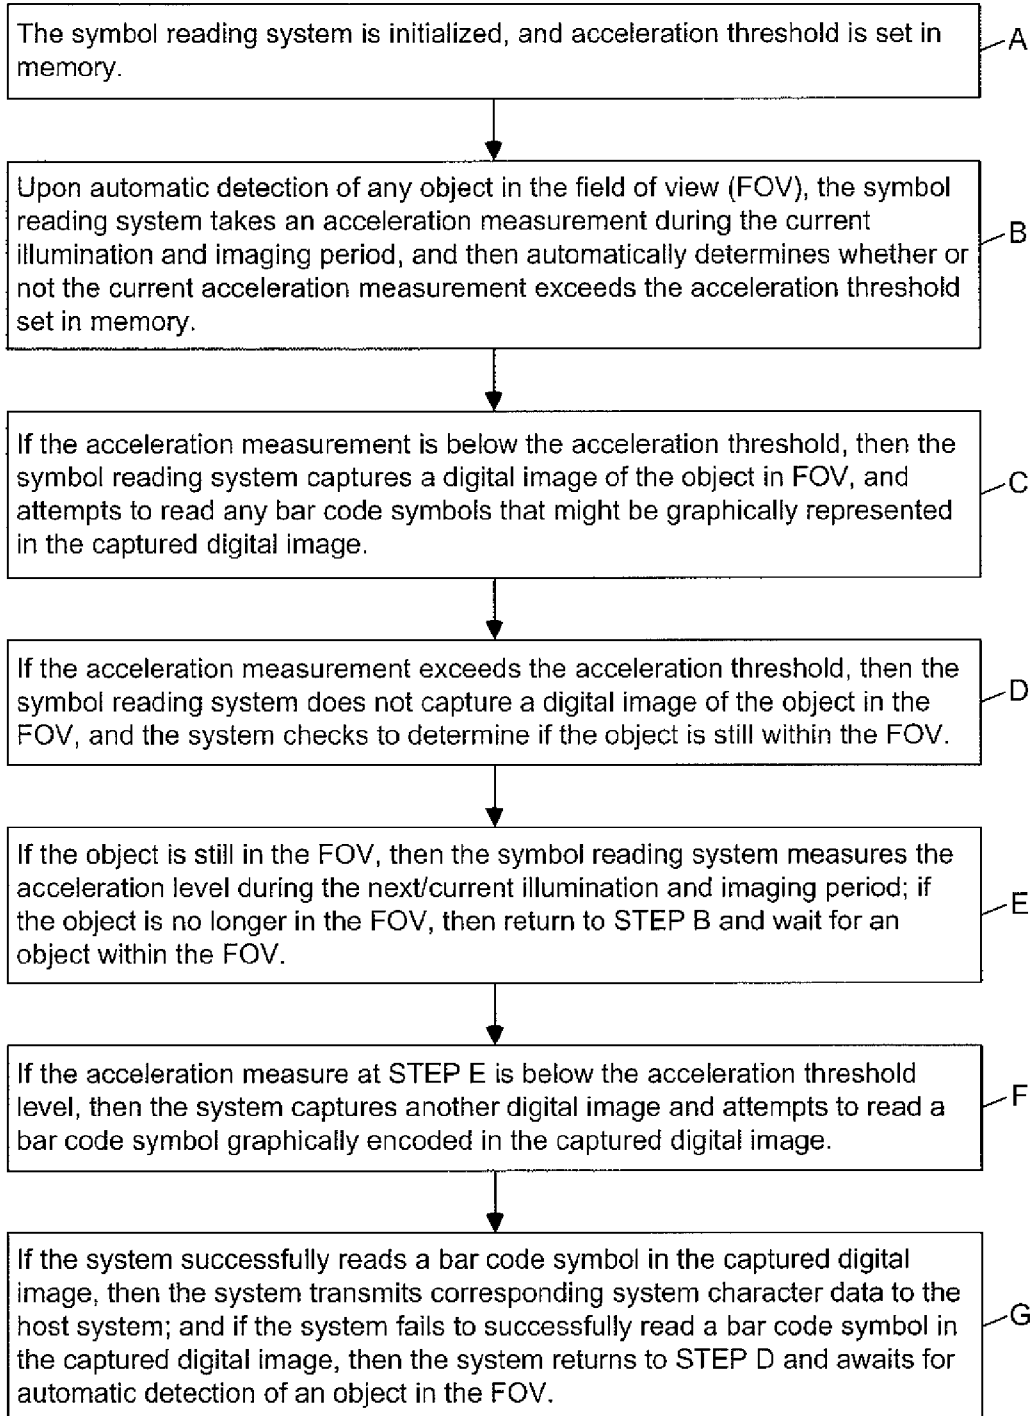 The symbol reading system is initialized, and acceleration threshold is set in
memory.
A
Upon automatic detection of any object in the field of view (FOV), the symbol
reading system takes an acceleration measurement during the current
illumination and imaging period, and then automatically determines whether or
not the current acceleration measurement exceeds the acceleration threshold
set in memory.
B
If the acceleration measurement is below the acceleration threshold, then the
symbol reading system captures a digital image of the object in FOV, and
attempts to read any bar code symbols that might be graphically represented
in the captured digital image.
C
If the acceleration measurement exceeds the acceleration threshold, then the
symbol reading system does not capture a digital image of the object in the
FOV, and the system checks to determine if the object is still within the FOV.
D
If the object is still in the FOV, then the symbol reading system measures the
acceleration level during the next/current illumination and imaging period; if
the object is no longer in the FOV, then return to STEP B and wait for an
object within the FOV.
E
If the acceleration measure at STEP E is below the acceleration threshold
level, then the system captures another digital image and attempts to read a
bar code symbol graphically encoded in the captured digital image.
F
If the system successfully reads a bar code symbol in the captured digital
image, then the system transmits corresponding system character data to the
host system; and if the system fails to successfully read a bar code symbol in
the captured digital image, then the system returns to STEP D and awaits for
automatic detection of an object in the FOV.
G